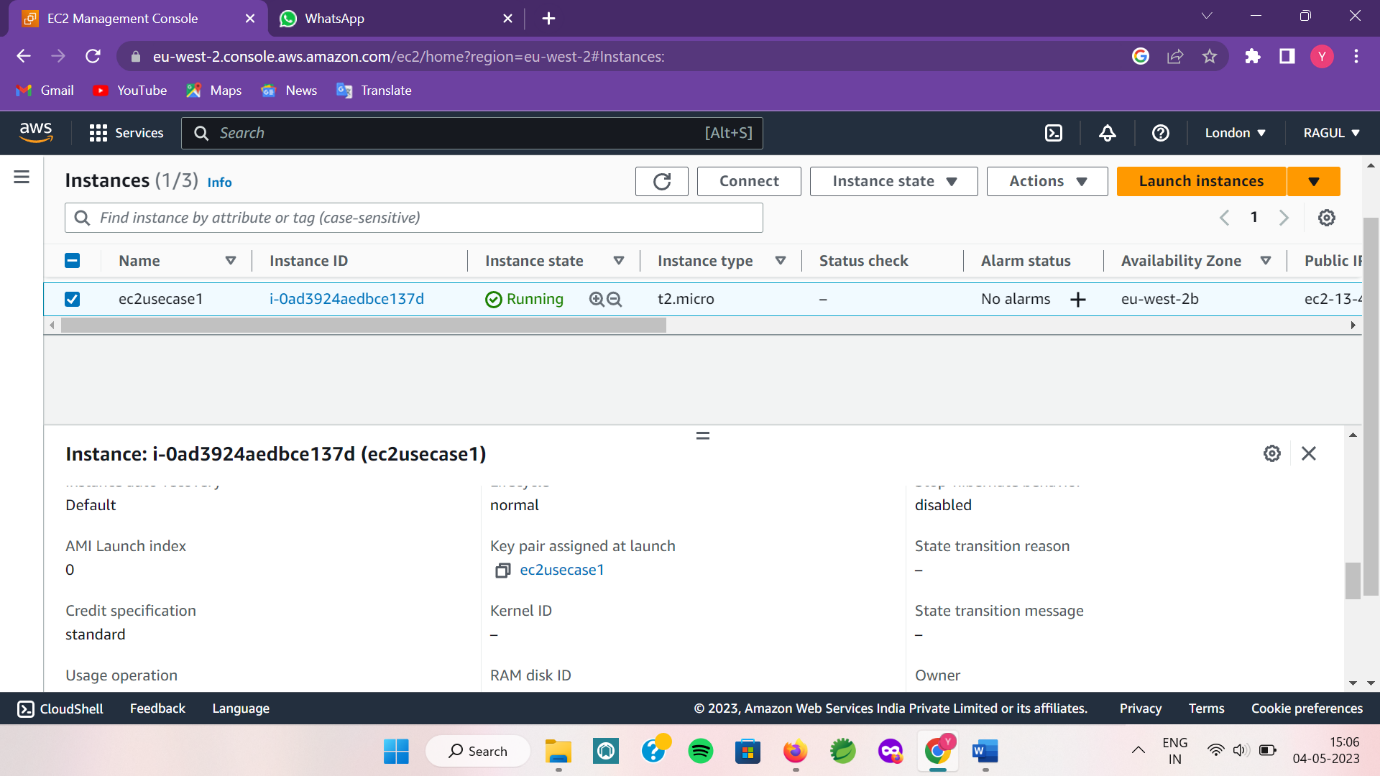 EC2 Management Console
WhatsApp
eu-west-2.console.aws.amazon.com/ec2/home?region=eu-west-2#Instances:
Y
Gmail
YouTube
Maps
News
Translate
aws
Services
Search
[Alt+S]
London
RAGUL
Instances (1/3) Info
Connect
Instance state
Actions
Launch instances
Find instance by attribute or tag (case-sensitive)
1
Name
Instance ID
Instance state
Instance type
Status check
Alarm status
Availability Zone
Public
ec2usecase1
i-0ad3924aedbce137d
Running
t2.micro
–
No alarms
eu-west-2b
ec2-13-
Instance: i-0ad3924aedbce137d (ec2usecase1)
Default
normal
disabled
AMI Launch index
Key pair assigned at launch
State transition reason
0
ec2usecase1
–
Credit specification
Kernel ID
State transition message
standard
–
–
Usage operation
RAM disk ID
Owner
CloudShell
Feedback
Language
© 2023, Amazon Web Services India Private Limited or its affiliates.
Privacy
Terms
Cookie preferences
Search
ENG
IN
15:06
04-05-2023